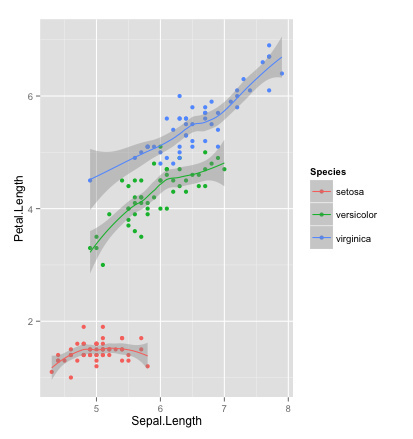 6
4
2
Petal.Length
5 6 7 8
Sepal.Length
Species
setosa
versicolor
virginica